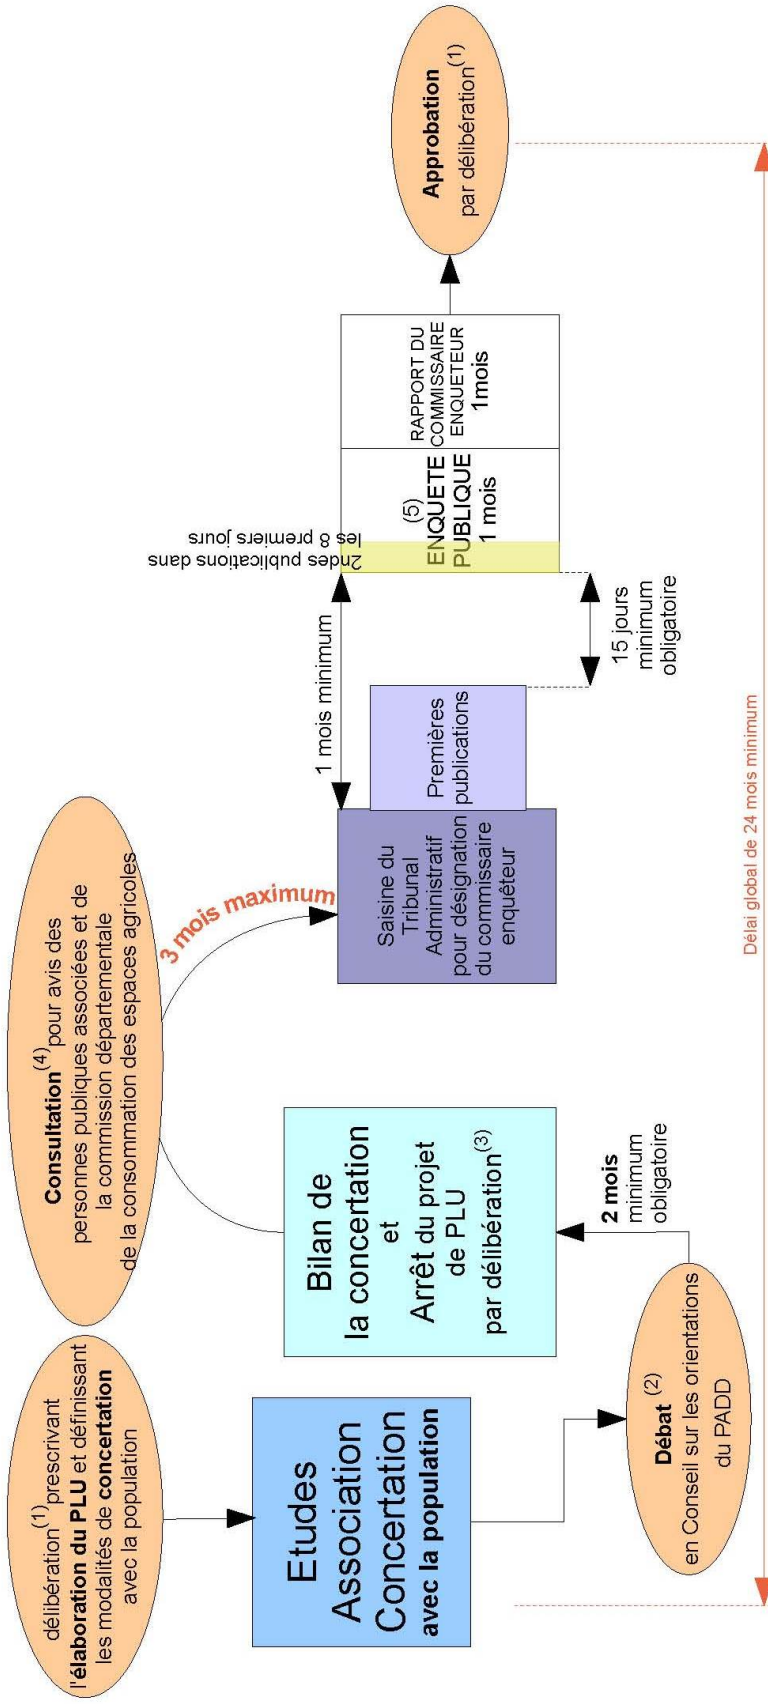 délibération(1) prescrivant
l'élaboration du PLU et définissant
les modalités de concertation
avec la population
Etudes
Association
Concertation
avec la population
Débat (2)
en Conseil sur les orientations
du PADD
2 mois
minimum
obligatoire
Bilan de
la concertation
et
Arrêt du projet
de PLU
par délibération(3)
Consultation(4)pour avis des
personnes publiques associées et de
la commission départementale
de la consommation des espaces agricoles
3 mois maximum
Saisine du
Tribunal
Administratif
pour désignation
du commissaire
enquêteur
Premières
publications
1 mois minimum
15 jours
minimum
obligatoire
2ndes publications dans
les 8 premiers jours
(5)
ENQUETE
PUBLIQUE
1 mois
RAPPORT DU
COMMISSAIRE
ENQUETEUR
1mois
Approbation
par délibération(1)
Délai global de 24 mois minimum